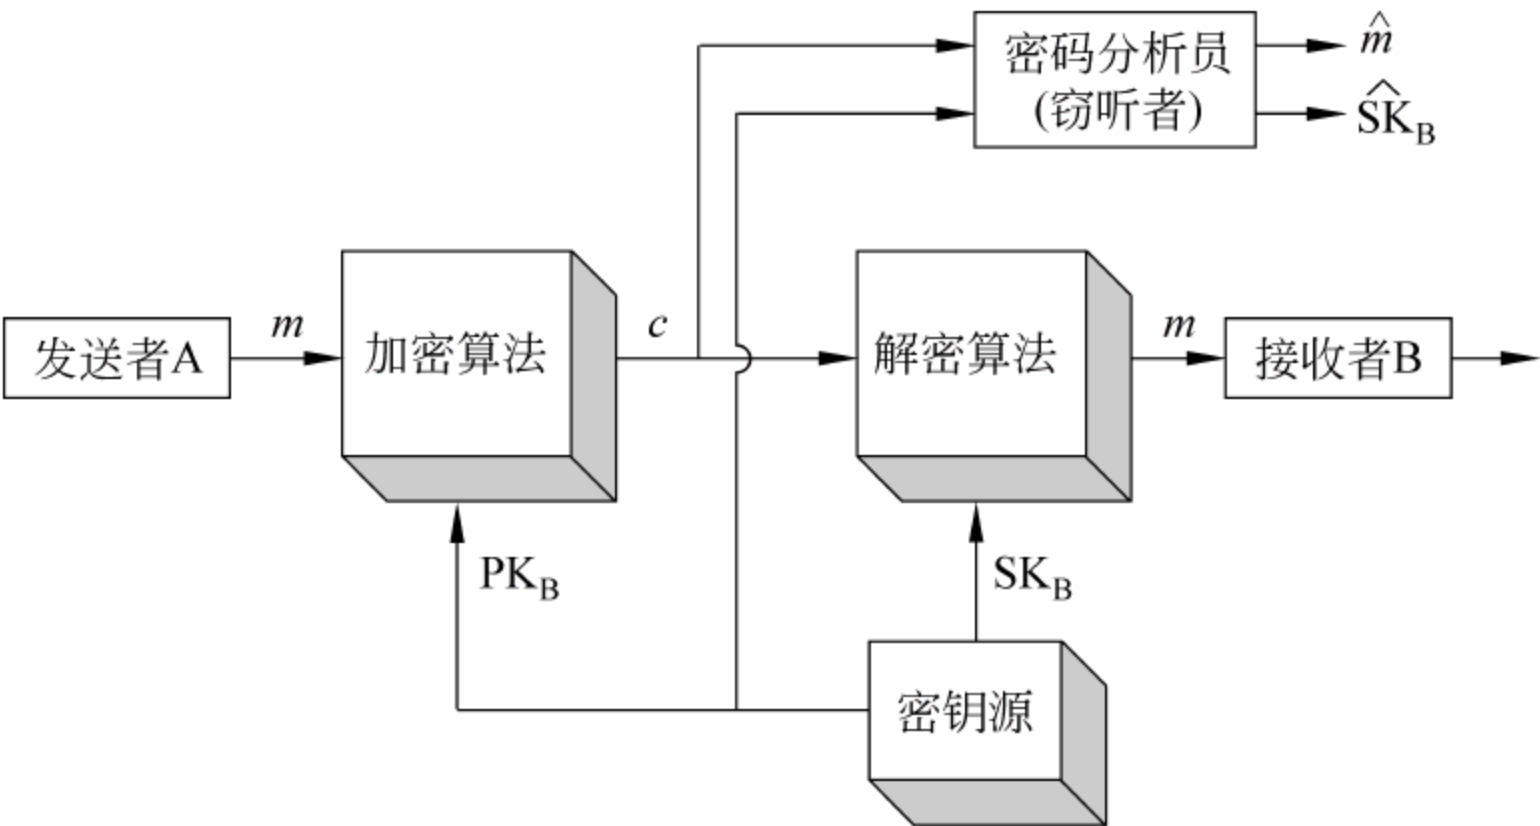 密码分析员
(窃听者)
m̂
ŜK_B
发送者A
m
加密算法
c
解密算法
m
接收者B
PK_B
SK_B
密钥源